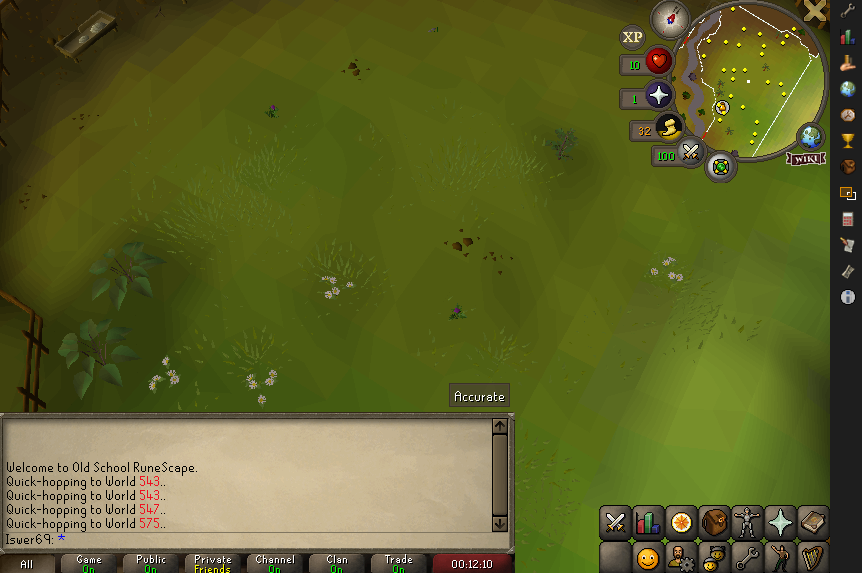 XP
10
1
32
100
WIKI
Accurate
Welcome to Old School RuneScape.
Quick-hopping to World 543..
Quick-hopping to World 543..
Quick-hopping to World 547..
Quick-hopping to World 575..
Iswer69: *
All
Game
On
Public
On
Private
Friends
Channel
On
Clan
On
Trade
On
00:12:10